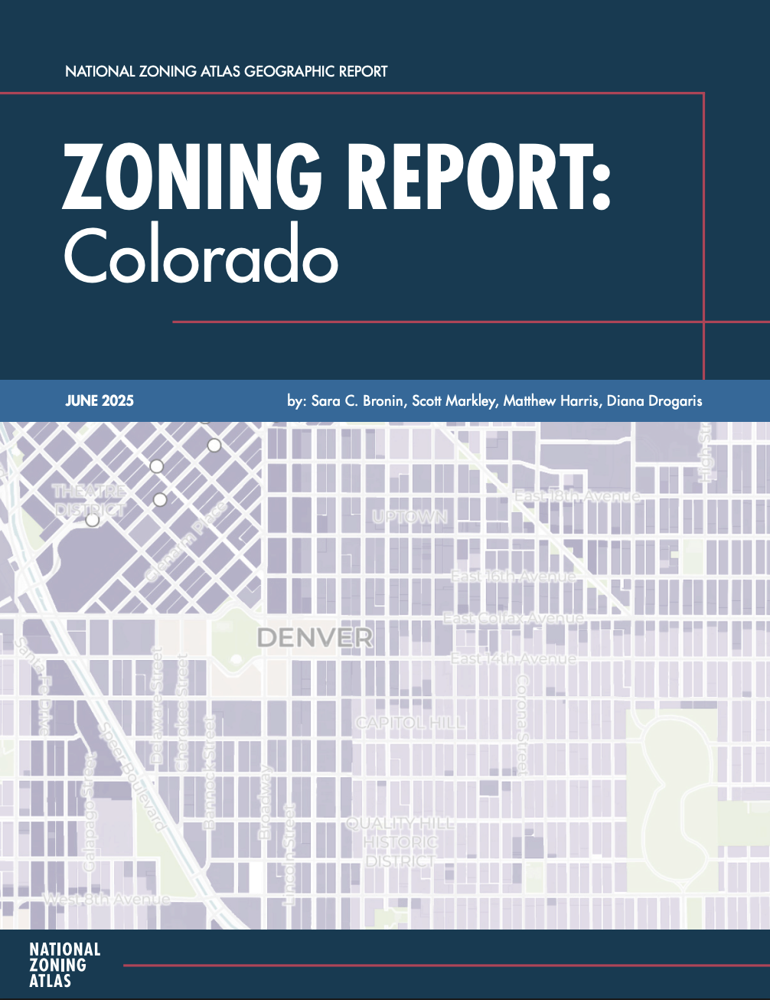 NATIONAL ZONING ATLAS GEOGRAPHIC REPORT
ZONING REPORT:
Colorado
JUNE 2025
by: Sara C. Bronin, Scott Markley, Matthew Harris, Diana Drogaris
THEATRE
DISTRICT
Glenarm Place
UPTOWN
East 18th Avenue
East 16th Avenue
East Colfax Avenue
DENVER
East 14th Avenue
Santa Fe Drive
Speer Boulevard
Delaware Street
Cherokee Street
Bannock Street
Galapago Street
Broadway
Lincoln Street
CAPITOL HILL
Corona Street
QUALITY HILL
HISTORIC
DISTRICT
West 8th Avenue
NATIONAL
ZONING
ATLAS